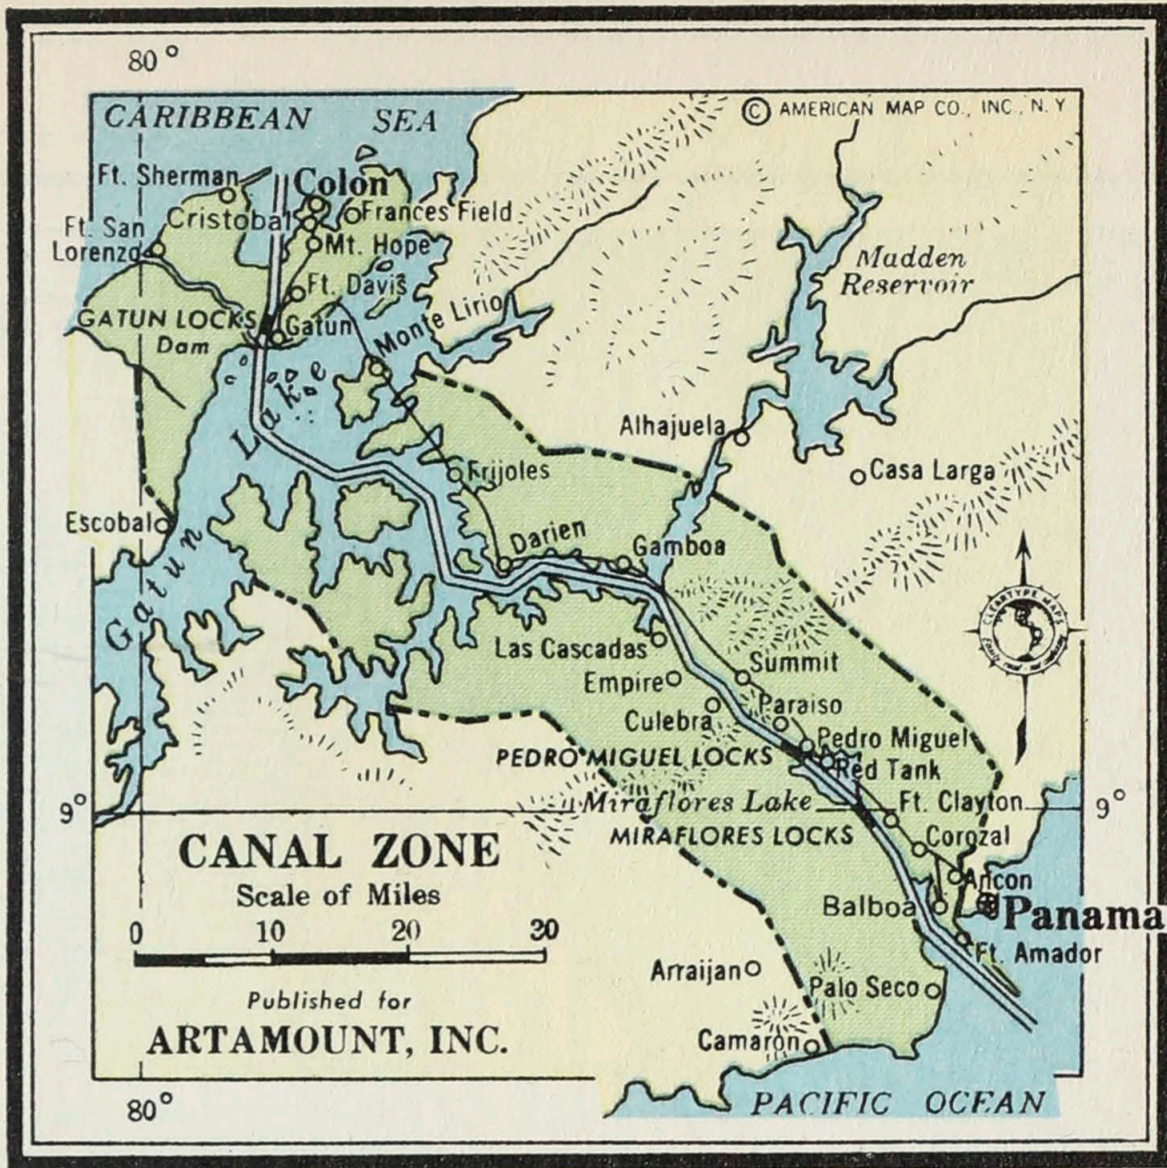 80°
CARIBBEAN SEA
© AMERICAN MAP CO., INC., N. Y
Ft. Sherman
Colón
Cristobal
Frances Field
Ft. San
Lorenzo
Mt. Hope
Ft. Davis
Madden
Reservoir
GATUN LOCKS
Dam
Gatun
Monte Lirio
Gatun Lake
Alhajuela
Frijoles
Casa Larga
Escobal
Darien
Gamboa
CLEARTYPE MAPS
Las Cascadas
Summit
Empire
Paraiso
Culebra
Pedro Miguel
PEDRO MIGUEL LOCKS
Red Tank
9°
Miraflores Lake
Ft. Clayton
9°
MIRAFLORES LOCKS
Corozal
CANAL ZONE
Scale of Miles
0 10 20 30
Ancon
Balboa
Panama
Ft. Amador
Arraijan
Palo Seco
Published for
ARTAMOUNT, INC.
Camarón
80°
PACIFIC OCEAN